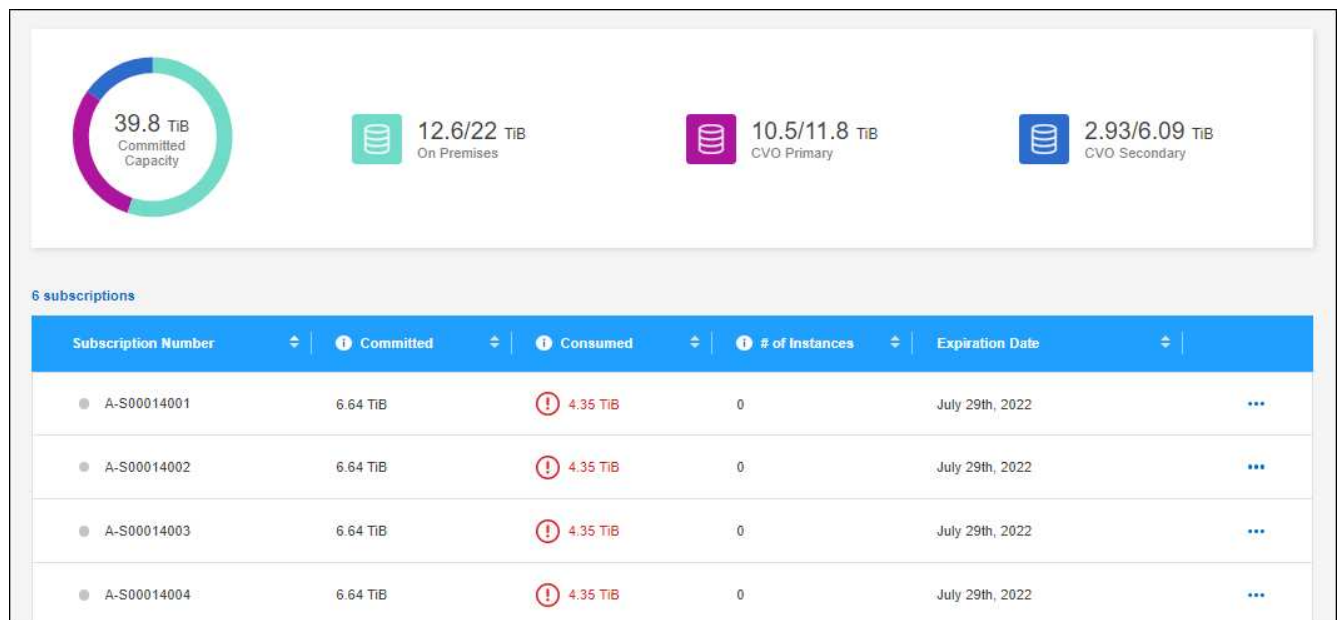 39.8 TiB
Committed
Capacity
12.6/22 TiB
On Premises
10.5/11.8 TiB
CVO Primary
2.93/6.09 TiB
CVO Secondary
6 subscriptions
Subscription Number Committed Consumed # of Instances Expiration Date
A-S00014001 6.64 TiB 4.35 TiB 0 July 29th, 2022
A-S00014002 6.64 TiB 4.35 TiB 0 July 29th, 2022
A-S00014003 6.64 TiB 4.35 TiB 0 July 29th, 2022
A-S00014004 6.64 TiB 4.35 TiB 0 July 29th, 2022